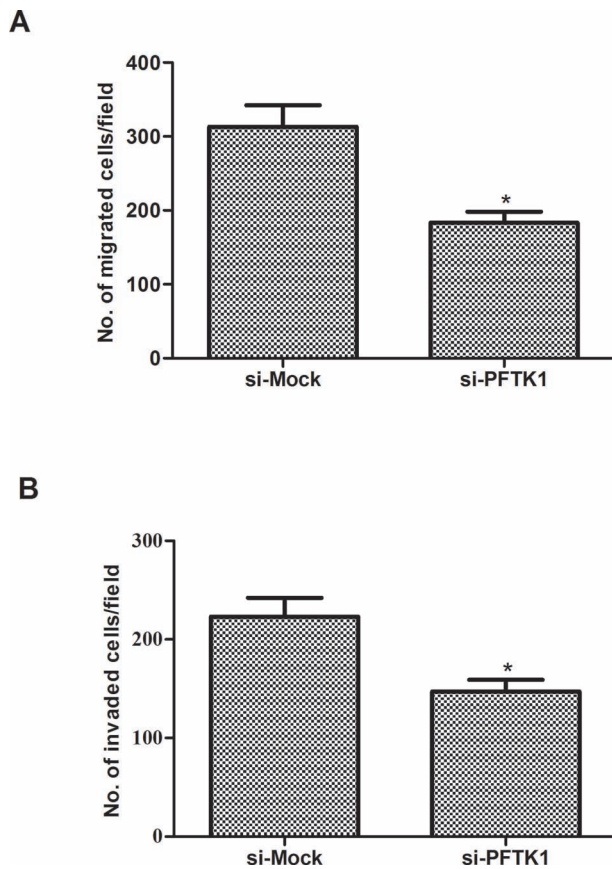 A
No. of migrated cells/field
400
300
200
100
0
*
si-Mock
si-PFTK1
B
No. of invaded cells/field
300
200
100
0
*
si-Mock
si-PFTK1